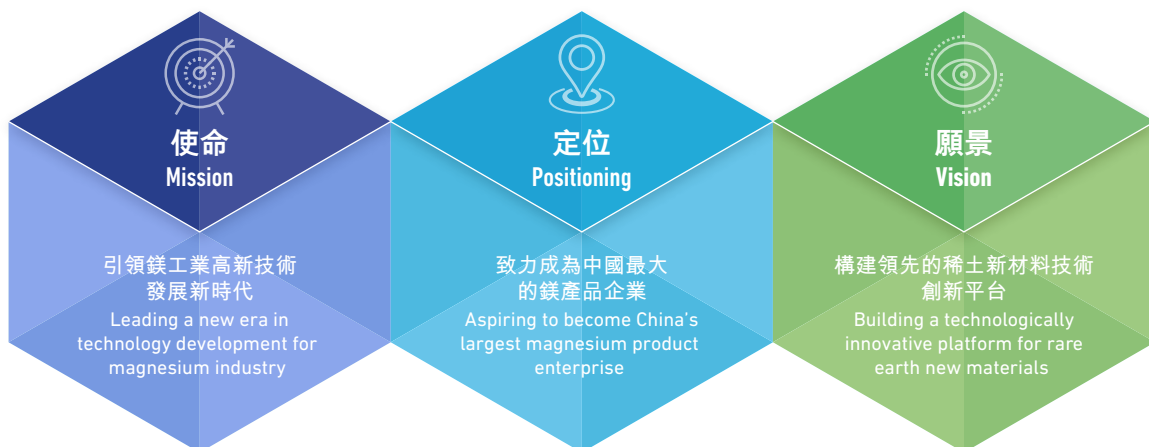 使命
Mission
引領鎂工業高新技術
發展新時代
Leading a new era in
technology development for
magnesium industry
定位
Positioning
致力成為中國最大
的鎂產品企業
Aspiring to become China's
largest magnesium product
enterprise
願景
Vision
構建領先的稀土新材料技術
創新平台
Building a technologically
innovative platform for rare
earth new materials